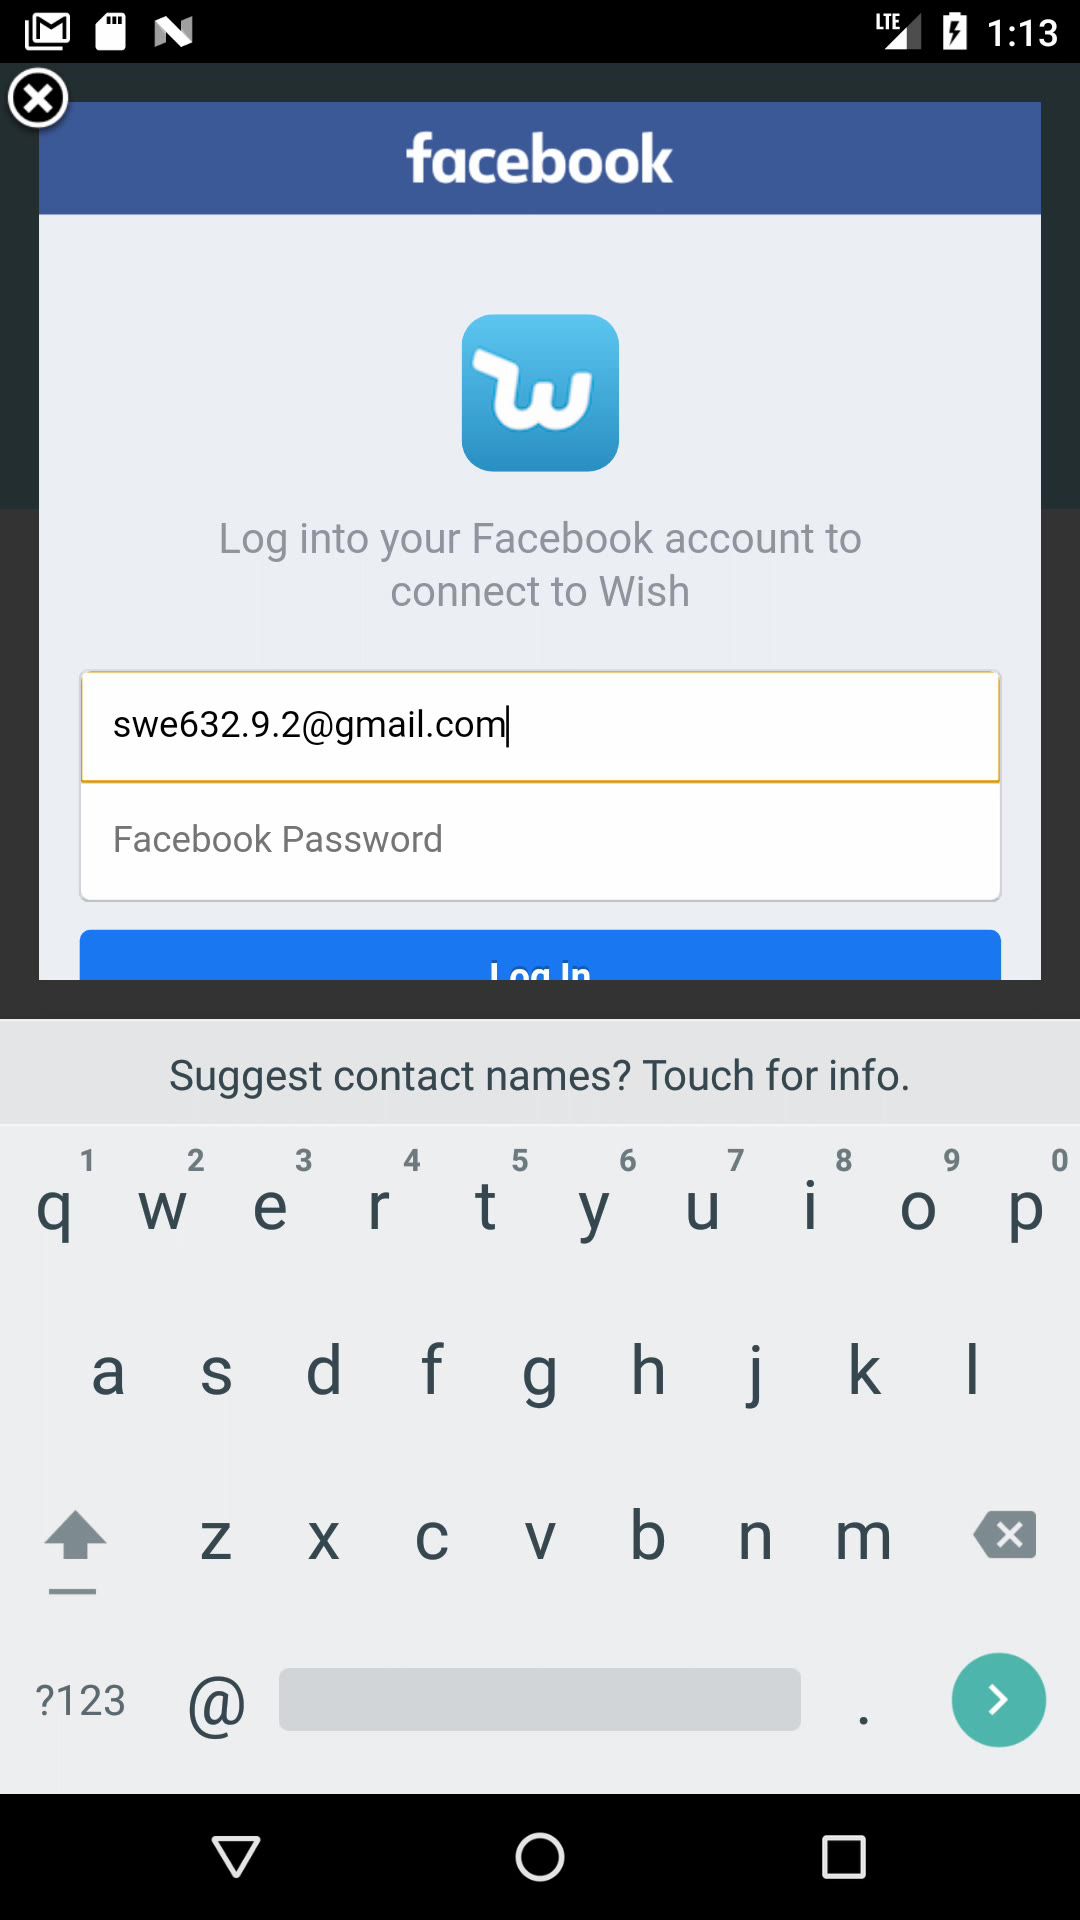 LTE 1:13
facebook
Log into your Facebook account to
connect to Wish
swe632.9.2@gmail.com
Facebook Password
Log In
Suggest contact names? Touch for info.
1 2 3 4 5 6 7 8 9 0
q w e r t y u i o p
a s d f g h j k l
z x c v b n m
?123 @ .